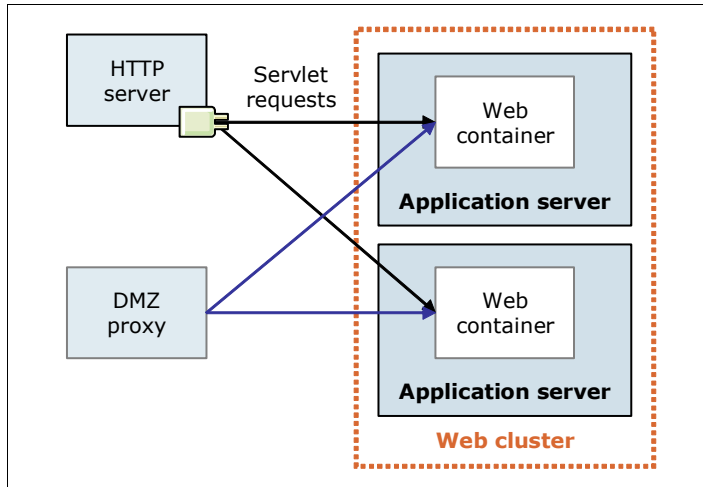 HTTP
server
Servlet
requests
Web
container
Application server
DMZ
proxy
Web
container
Application server
Web cluster